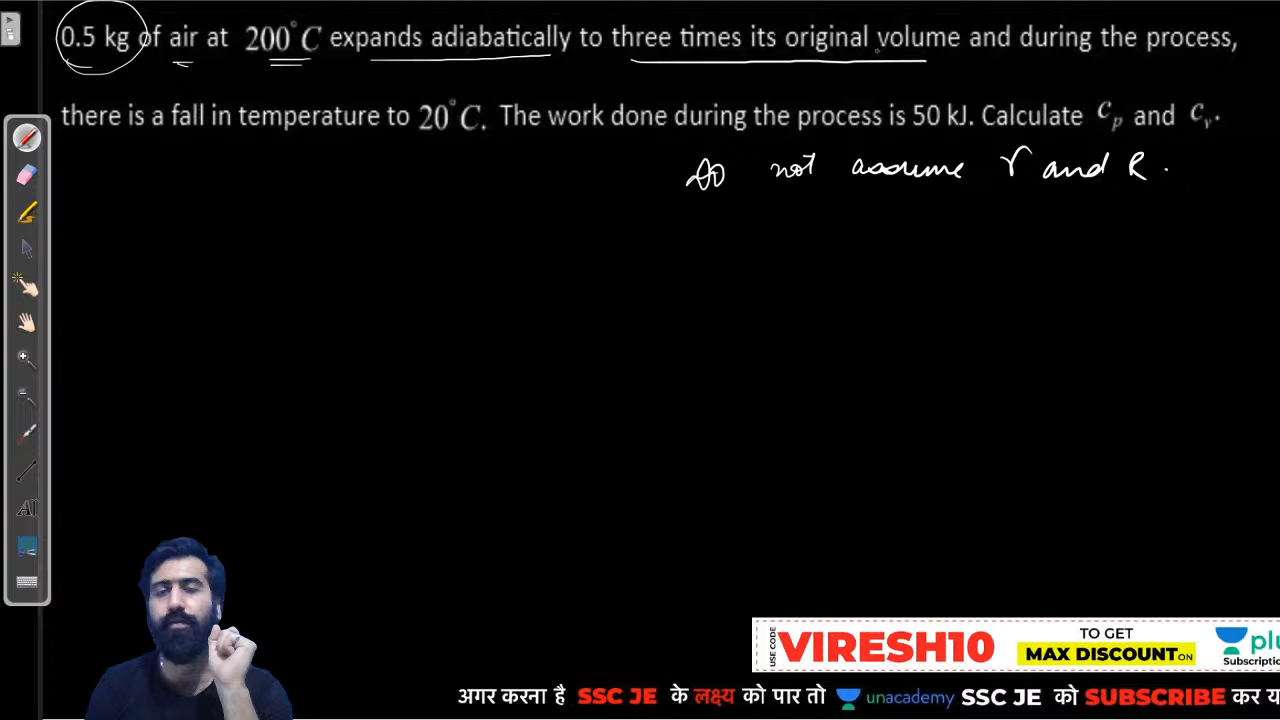 0.5 kg of air at 200°C expands adiabatically to three times its original volume and during the process,
there is a fall in temperature to 20°C. The work done during the process is 50 kJ. Calculate Cp and Cv.
Do not assume γ and R.
AI
USE CODE
VIRESH10
TO GET
MAX DISCOUNT ON
plu
Subscriptio
अगर करना है SSC JE के लक्ष्य को पार तो unacademy SSC JE को SUBSCRIBE कर य